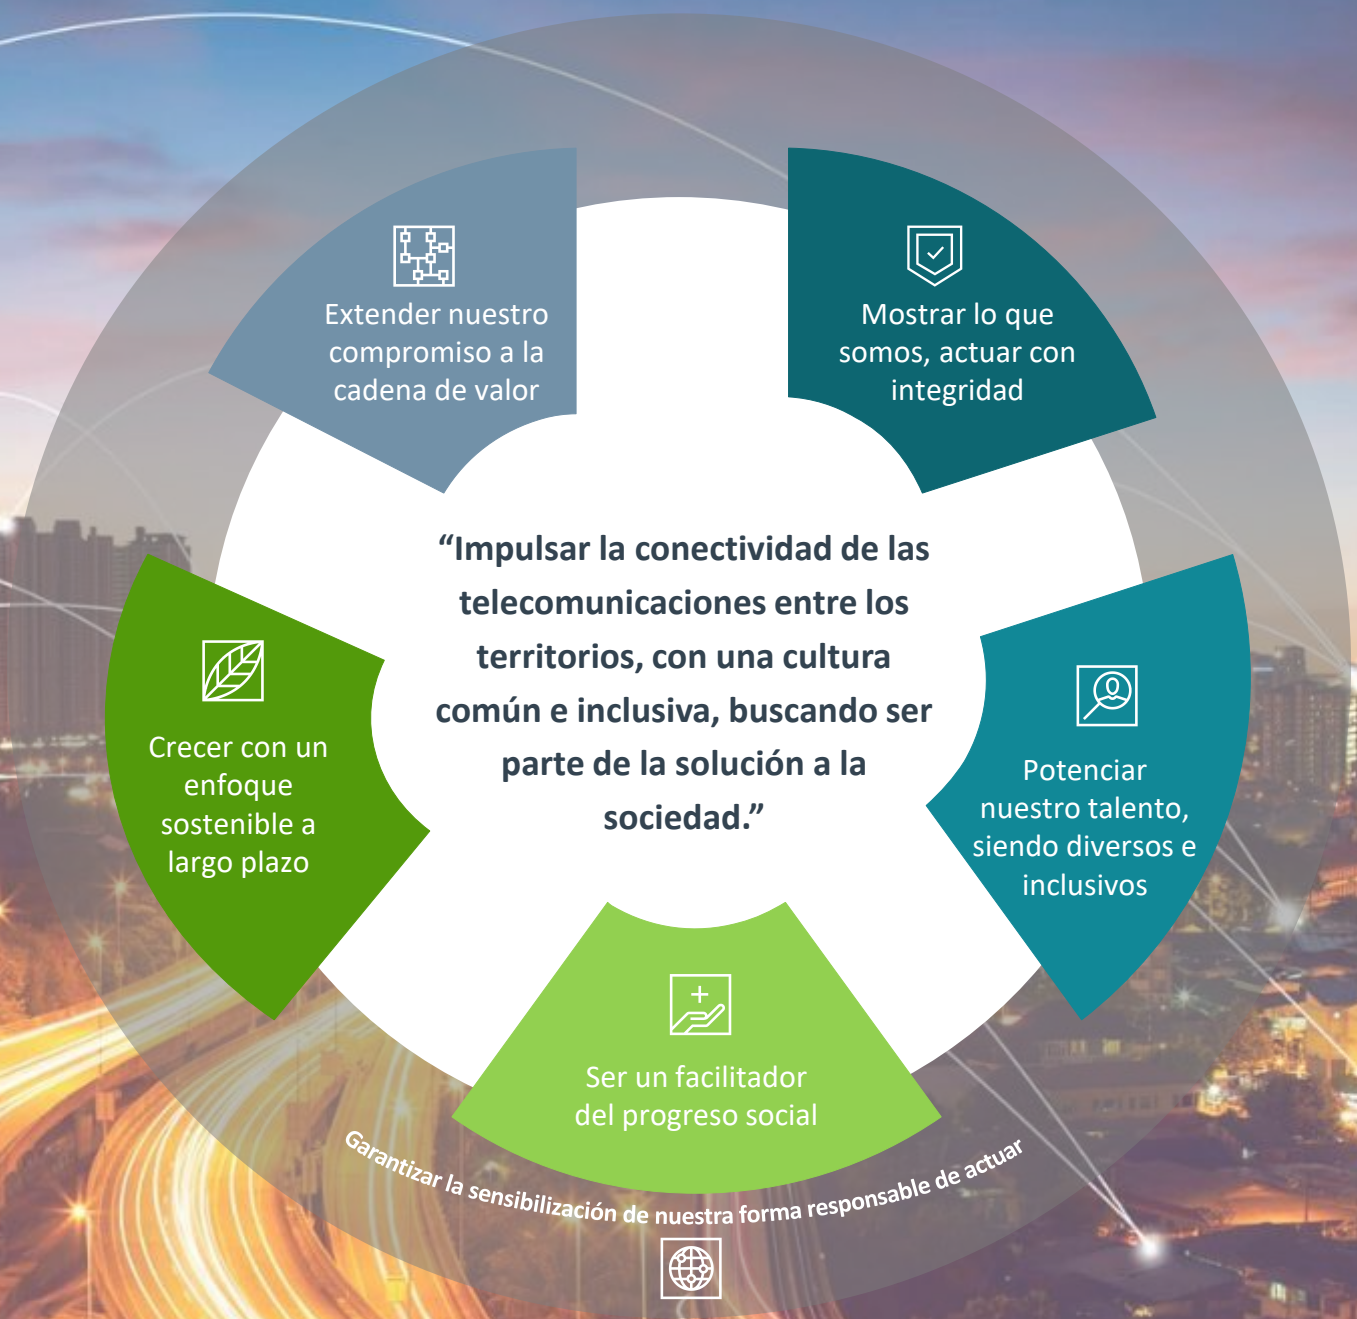 Extender nuestro
compromiso a la
cadena de valor
Mostrar lo que
somos, actuar con
integridad
“Impulsar la conectividad de las
telecomunicaciones entre los
territorios, con una cultura
común e inclusiva, buscando ser
parte de la solución a la
sociedad.”
Crecer con un
enfoque
sostenible a
largo plazo
Potenciar
nuestro talento,
siendo diversos e
inclusivos
Ser un facilitador
del progreso social
Garantizar la sensibilización de nuestra forma responsable de actuar